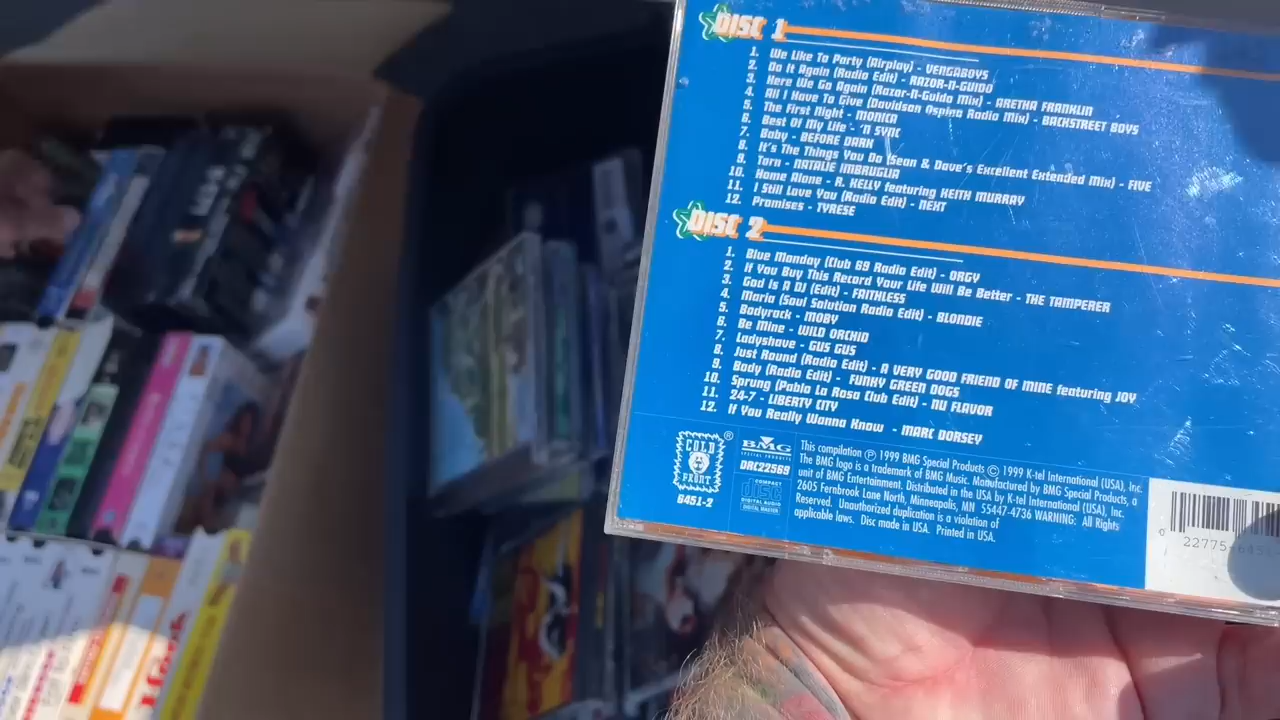 DISC 1
1. We Like To Party (Airplay) - VENGABOYS
2. Do It Again (Radio Edit) - RAZOR-N-GUIDO
3. Here We Go Again (Razor-N-Guido Mix) - ARETHA FRANKLIN
4. All I Have To Give (Davidson Ospina Radio Mix) - BACKSTREET BOYS
5. The First Night - MONICA
6. Best Of My Life - 'N SYNC
7. Baby - BEFORE DARK
8. It's The Things You Do (Sean & Dave's Excellent Extended Mix) - FIVE
9. Torn - NATALIE IMBRUGLIA
10. Home Alone - R. KELLY featuring KEITH MURRAY
11. I Still Love You (Radio Edit) - NEXT
12. Promises - TYRESE
DISC 2
1. Blue Monday (Club 69 Radio Edit) - ORGY
2. If You Buy This Record Your Life Will Be Better - THE TAMPERER
3. God Is A DJ (Edit) - FAITHLESS
4. Maria (Soul Solution Radio Edit) - BLONDIE
5. Bodyrock - MOBY
6. Be Mine - WILD ORCHID
7. Ladyshave - GUS GUS
8. Just Round (Radio Edit) - A VERY GOOD FRIEND OF MINE featuring JOY
9. Body (Radio Edit) - FUNKY GREEN DOGS
10. Sprung (Pablo La Rosa Club Edit) - NU FLAVOR
11. 24-7 - LIBERTY CITY
12. If You Really Wanna Know - MARC DORSEY
COLD FRONT ®
6451-2
BMG
SPECIAL PRODUCTS
DRC22569
COMPACT
disc
DIGITAL AUDIO
This compilation ℗ 1999 BMG Special Products © 1999 K-tel International (USA), Inc.
The BMG logo is a trademark of BMG Music. Manufactured by BMG Special Products, a
unit of BMG Entertainment. Distributed in the USA by K-tel International (USA), Inc.
2605 Fernbrook Lane North, Minneapolis, MN 55447-4736 WARNING: All Rights
Reserved. Unauthorized duplication is a violation of
applicable laws. Disc made in USA. Printed in USA.
0 22775